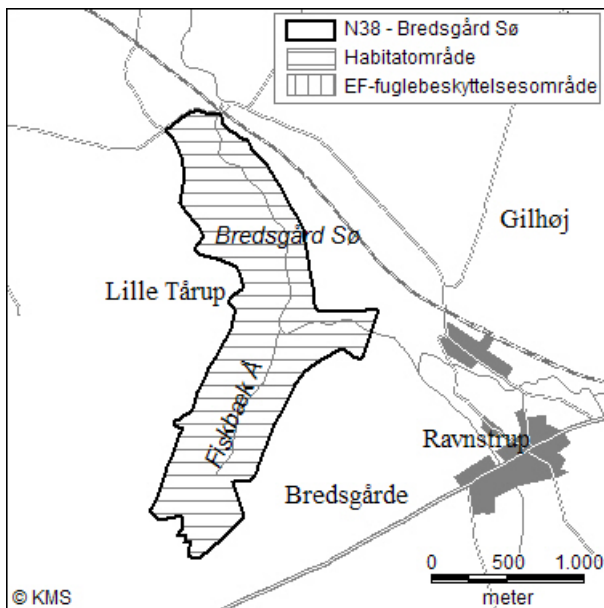 N38 - Bredsgård Sø
Habitatområde
EF-fuglebeskyttelsesområde
Gilhøj
Bredsgård Sø
Lille Tårup
Fiskbæk Å
Ravnstrup
Bredsgårde
0 500 1.000
meter
© KMS